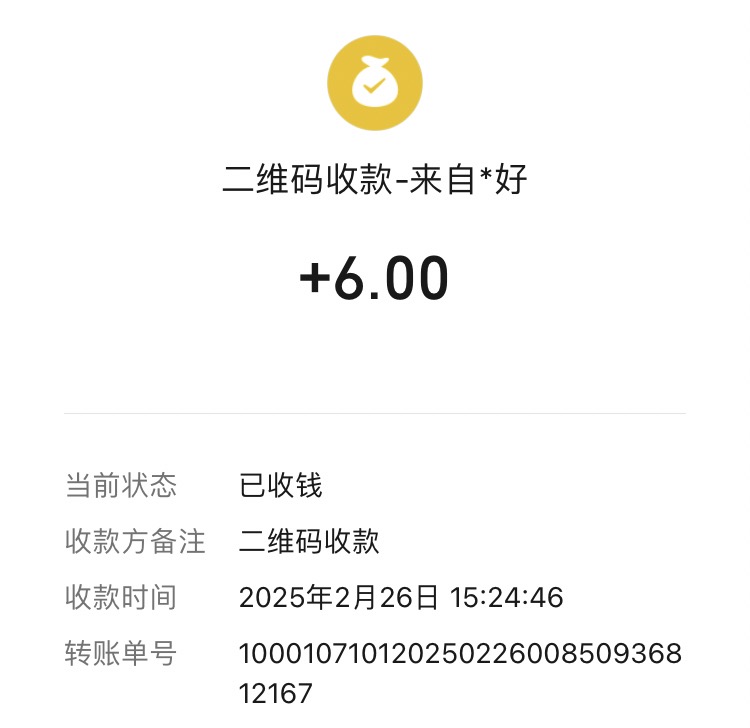 二维码收款-来自*好
+6.00
当前状态 已收钱
收款方备注 二维码收款
收款时间 2025年2月26日 15:24:46
转账单号 100010710120250226008509368
12167